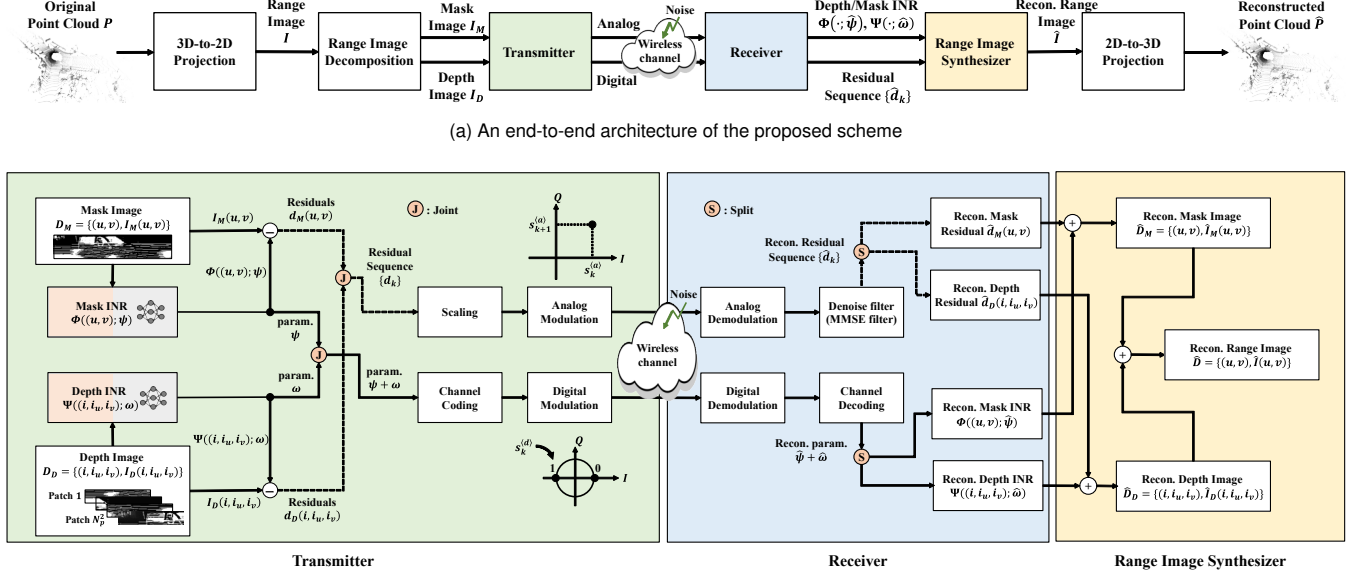 Original
Point Cloud P
3D-to-2D
Projection
Range
Image
I
Range Image
Decomposition
Mask
Image I_M
Depth
Image I_D
Transmitter
Analog
Digital
Noise
Wireless
channel
Receiver
Depth/Mask INR
Φ(·; ψ̂), Ψ(·; ω̂)
Residual
Sequence {d̂_k}
Range Image
Synthesizer
Recon. Range
Image
Î
2D-to-3D
Projection
Reconstructed
Point Cloud P̂
(a) An end-to-end architecture of the proposed scheme
Mask Image
D_M = {(u, v), I_M(u, v)}
I_M(u, v)
Residuals
d_M(u, v)
−
J : Joint
Q
s_{k+1}^{(a)}
s_k^{(a)}
I
Mask INR
Φ((u, v); ψ)
Φ((u, v); ψ)
J
Residual
Sequence
{d_k}
Scaling
Analog
Modulation
param.
ψ
J
param.
ω
param.
ψ + ω
Channel
Coding
Digital
Modulation
Depth INR
Ψ((i, i_u, i_v); ω)
Ψ((i, i_u, i_v); ω)
Depth Image
D_D = {(i, i_u, i_v), I_D(i, i_u, i_v)}
Patch 1
Patch N_p^2
I_D(i, i_u, i_v)
−
Residuals
d_D(i, i_u, i_v)
s_k^{(d)}
Q
1
0
I
Noise
Wireless
channel
S : Split
Recon. Residual
Sequence {d̂_k}
S
Recon. Mask
Residual d̂_M(u, v)
Recon. Depth
Residual d̂_D(i, i_u, i_v)
Analog
Demodulation
Denoise filter
(MMSE filter)
Digital
Demodulation
Channel
Decoding
Recon. param.
ψ̂ + ω̂
S
Recon. Mask INR
Φ((u, v); ψ̂)
Recon. Depth INR
Ψ((i, i_u, i_v); ω̂)
+
Recon. Mask Image
D̂_M = {(u, v), Î_M(u, v)}
+
Recon. Range Image
D̂ = {(u, v), Î(u, v)}
+
Recon. Depth Image
D̂_D = {(i, i_u, i_v), Î_D(i, i_u, i_v)}
Transmitter
Receiver
Range Image Synthesizer